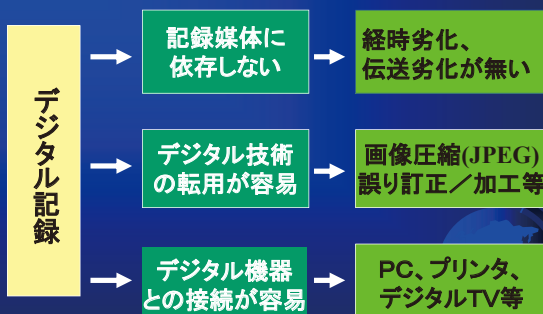 デジタル記録
記録媒体に
依存しない
経時劣化、
伝送劣化が無い
デジタル技術
の転用が容易
画像圧縮(JPEG)
誤り訂正／加工等
デジタル機器
との接続が容易
PC、プリンタ、
デジタルTV等